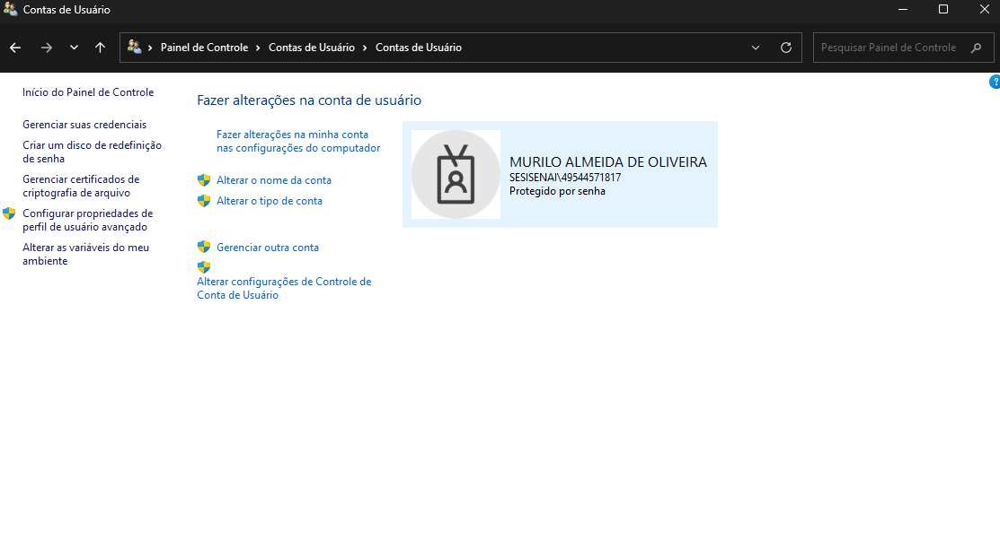 Contas de Usuário
Painel de Controle
Contas de Usuário
Contas de Usuário
Pesquisar Painel de Controle
?
Início do Painel de Controle
Gerenciar suas credenciais
Criar um disco de redefinição
de senha
Gerenciar certificados de
criptografia de arquivo
Configurar propriedades de
perfil de usuário avançado
Alterar as variáveis do meu
ambiente
Fazer alterações na conta de usuário
Fazer alterações na minha conta
nas configurações do computador
Alterar o nome da conta
Alterar o tipo de conta
Gerenciar outra conta
Alterar configurações de Controle de
Conta de Usuário
MURILO ALMEIDA DE OLIVEIRA
SESISENAI\49544571817
Protegido por senha